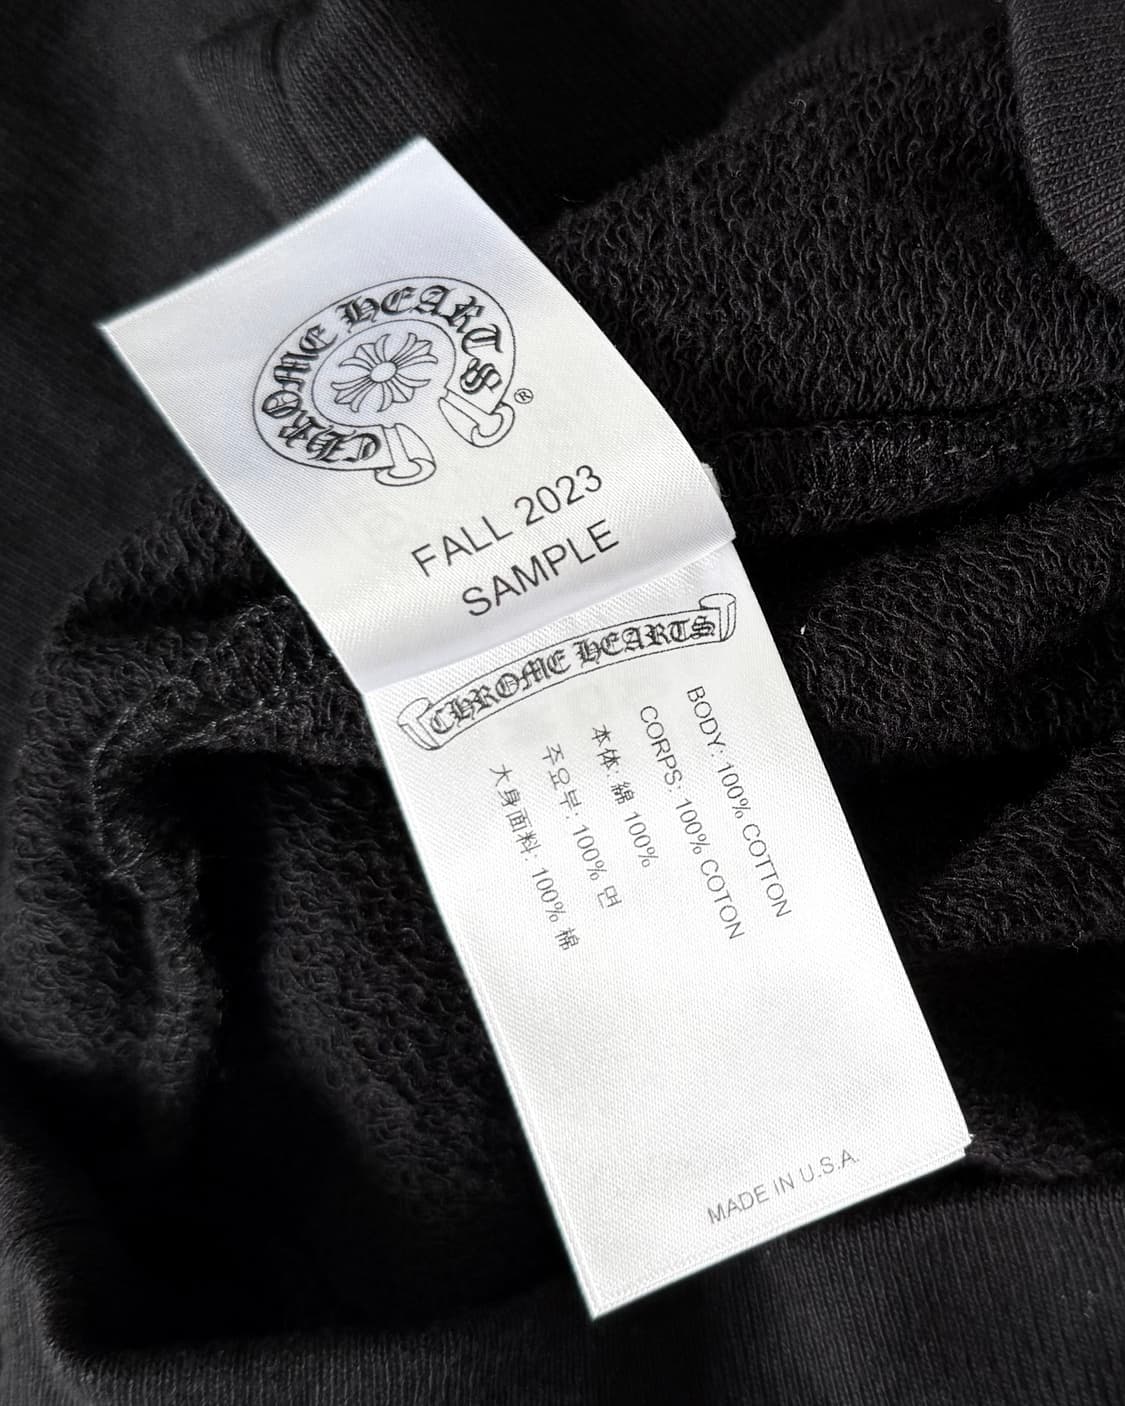 CHROME HEARTS
®
FALL 2023
SAMPLE
CHROME HEARTS
BODY: 100% COTTON
CORPS: 100% COTON
本体: 綿 100%
주요부: 100% 면
大身面料: 100% 棉
MADE IN U.S.A.